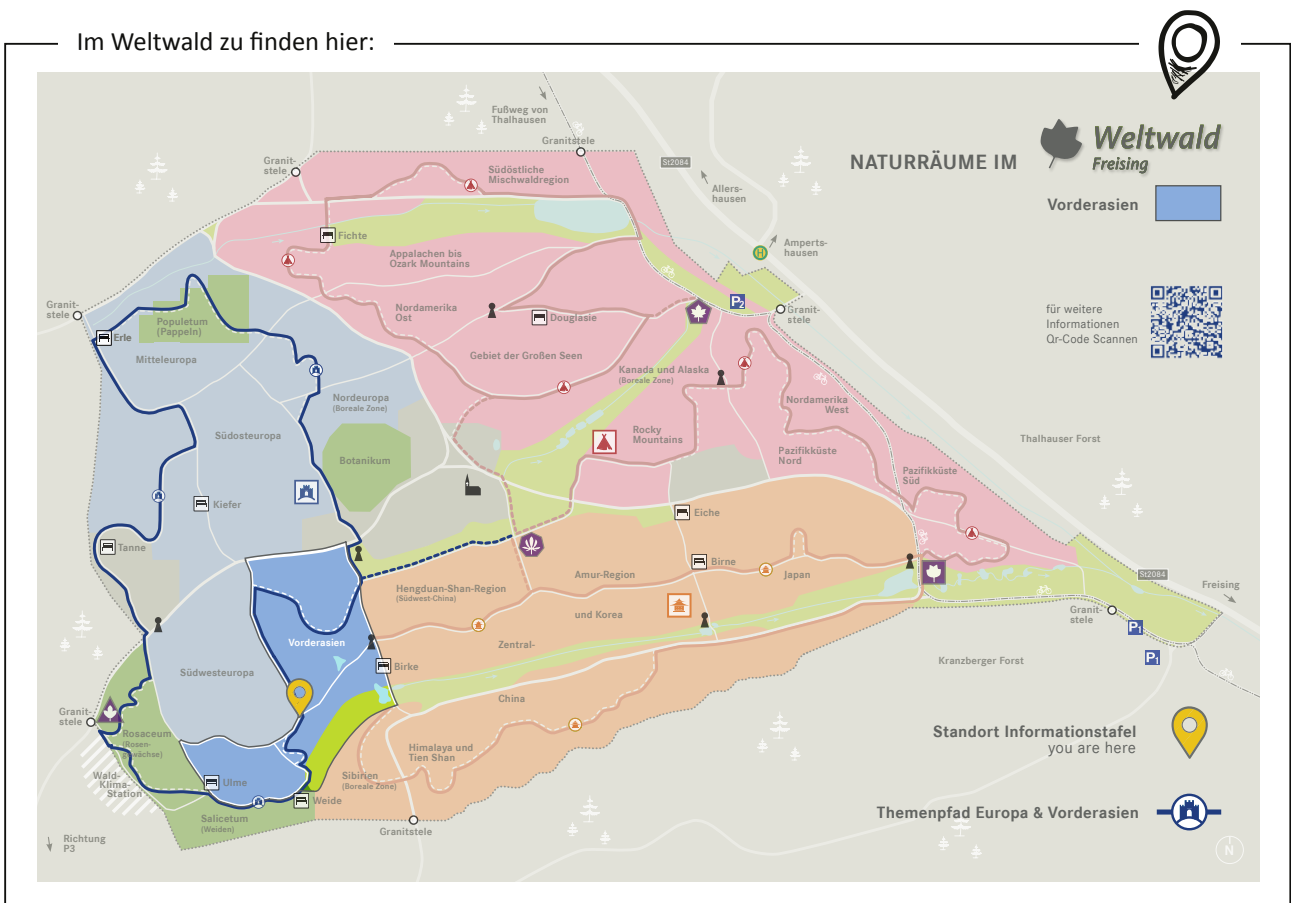 Im Weltwald zu finden hier:
Fußweg von
Thalhausen
Granitstele
Granit-
stele
Südöstliche
Mischwaldregion
St2084
Allers-
hausen
NATURRÄUME IM
Weltwald
Freising
Vorderasien
Fichte
Appalachen bis
Ozark Mountains
H
Amperts-
hausen
Granit-
stele
Populetum
(Pappeln)
Erle
Mitteleuropa
Nordamerika
Ost
Douglasie
P2
Granit-
stele
für weitere
Informationen
Qr-Code Scannen
Gebiet der Großen Seen
Kanada und Alaska
(Boreale Zone)
Nordeuropa
(Boreale Zone)
Nordamerika
West
Südosteuropa
Botanikum
Rocky
Mountains
Pazifikküste
Nord
Thalhauser Forst
Pazifikküste
Süd
Kiefer
Eiche
Tanne
Birne
Hengduan-Shan-Region
(Südwest-China)
Amur-Region
Japan
und Korea
St2084
Freising
Granit-
stele
P1
P1
Vorderasien
Zentral-
Birke
Kranzberger Forst
Südwesteuropa
China
Granit-
stele
Rosaceum
(Rosen-
gewächse)
Himalaya und
Tien Shan
Standort Informationstafel
you are here
Wald-
Klima-
Station
Ulme
Sibirien
(Boreale Zone)
Weide
Salicetum
(Weiden)
Granitstele
Themenpfad Europa & Vorderasien
Richtung
P3
N